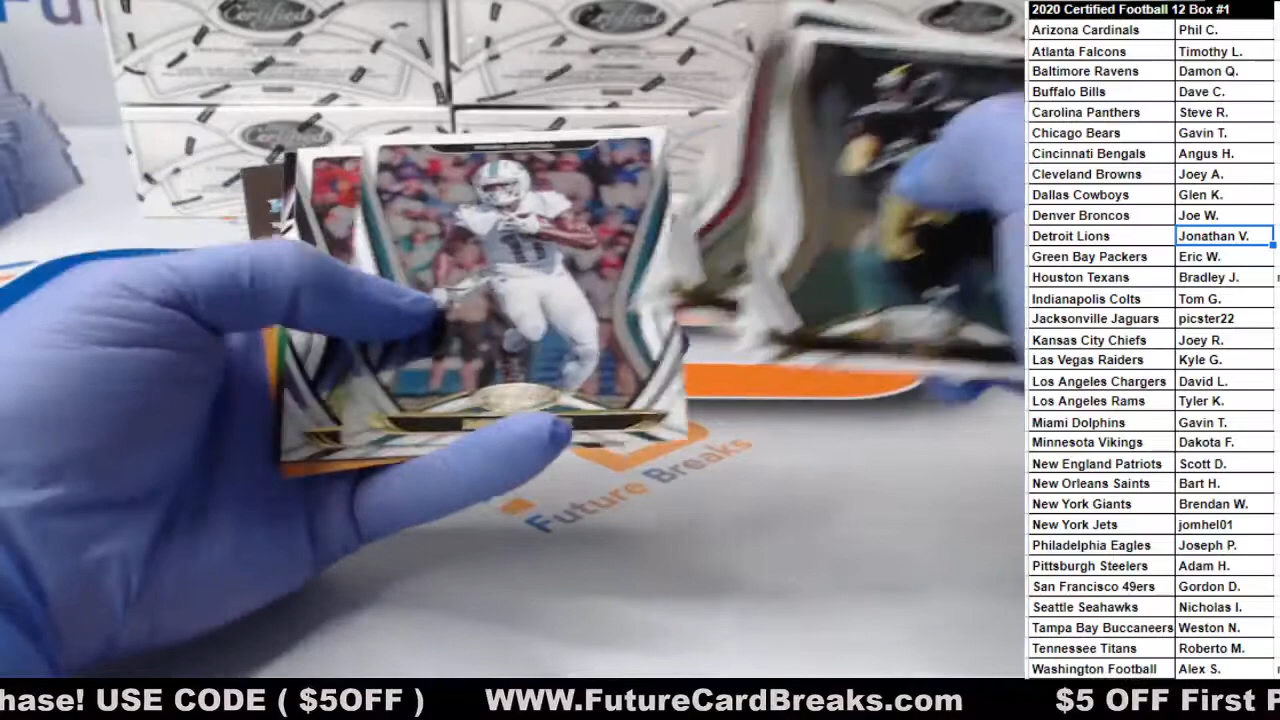 Certified
Certified
Certified
Certified
11
Future Breaks
2020 Certified Football 12 Box #1
Arizona Cardinals Phil C.
Atlanta Falcons Timothy L.
Baltimore Ravens Damon Q.
Buffalo Bills Dave C.
Carolina Panthers Steve R.
Chicago Bears Gavin T.
Cincinnati Bengals Angus H.
Cleveland Browns Joey A.
Dallas Cowboys Glen K.
Denver Broncos Joe W.
Detroit Lions Jonathan V.
Green Bay Packers Eric W.
Houston Texans Bradley J.
Indianapolis Colts Tom G.
Jacksonville Jaguars picster22
Kansas City Chiefs Joey R.
Las Vegas Raiders Kyle G.
Los Angeles Chargers David L.
Los Angeles Rams Tyler K.
Miami Dolphins Gavin T.
Minnesota Vikings Dakota F.
New England Patriots Scott D.
New Orleans Saints Bart H.
New York Giants Brendan W.
New York Jets jomhel01
Philadelphia Eagles Joseph P.
Pittsburgh Steelers Adam H.
San Francisco 49ers Gordon D.
Seattle Seahawks Nicholas I.
Tampa Bay Buccaneers Weston N.
Tennessee Titans Roberto M.
Washington Football Alex S.
hase! USE CODE ( $5OFF ) WWW.FutureCardBreaks.com $5 OFF First P